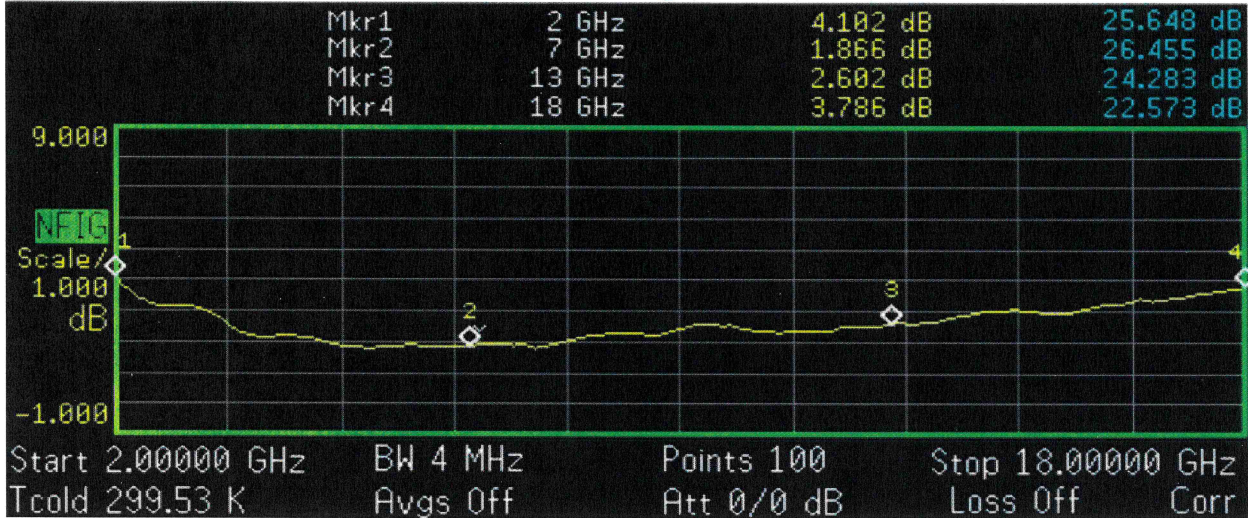 Mkr1 2 GHz 4.102 dB 25.648 dB
Mkr2 7 GHz 1.866 dB 26.455 dB
Mkr3 13 GHz 2.602 dB 24.283 dB
Mkr4 18 GHz 3.786 dB 22.573 dB
9.000
NFIG
1
Scale/
1.000
dB
2
3
4
-1.000
Start 2.00000 GHz BW 4 MHz Points 100 Stop 18.00000 GHz
Tcold 299.53 K Avgs Off Att 0/0 dB Loss Off Corr